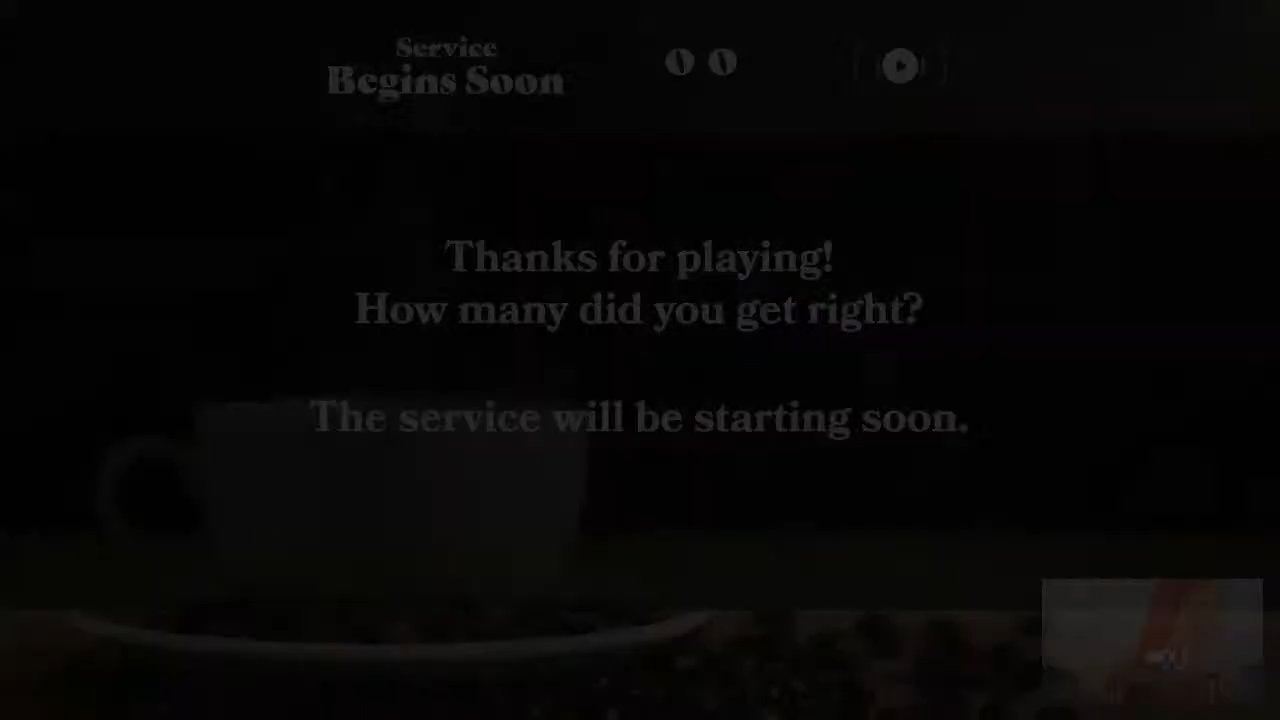 Service
Begins Soon
0 0
Thanks for playing!
How many did you get right?
The service will be starting soon.